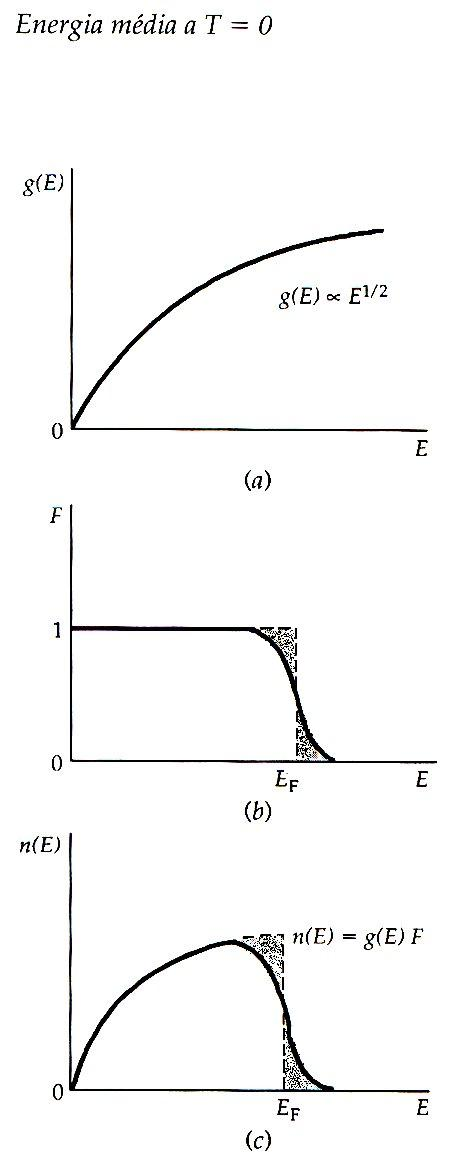 Energia média a T = 0
g(E)
g(E) ∝ E^{1/2}
0
E
(a)
F
1
0
E_F
E
(b)
n(E)
n(E) = g(E) F
0
E_F
E
(c)